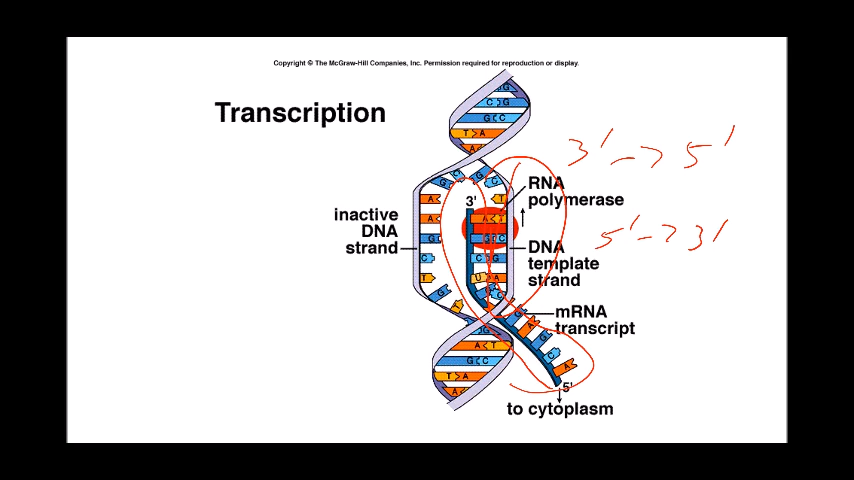 Copyright © The McGraw-Hill Companies, Inc. Permission required for reproduction or display.
Transcription
3' → 5'
5' → 3'
RNA
polymerase
3'
inactive
DNA
strand
DNA
template
strand
mRNA
transcript
5'
to cytoplasm
G
C G
G C
T A
A
C
G
G
C
A
T
A
A T
G
G C
C
C G
T
U A
G
G
C
T
G
A
G
C
A
G
A T
G C
T A
A